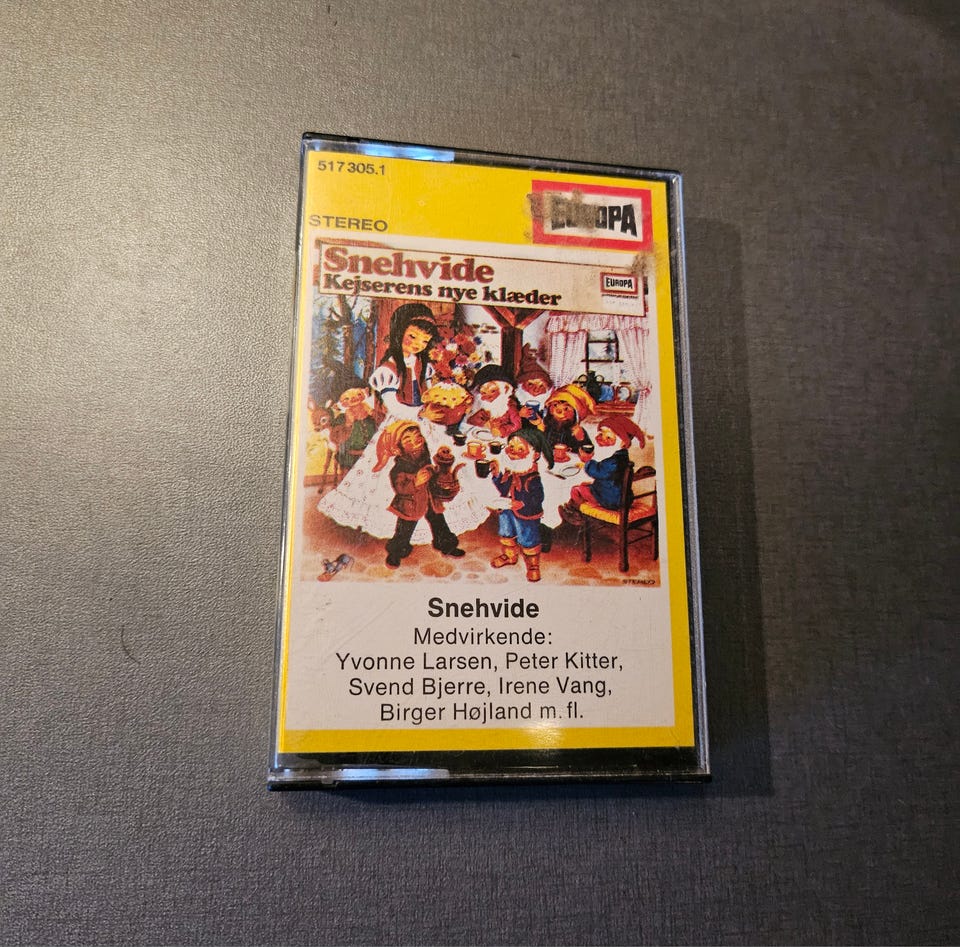 517 305.1
EUROPA
STEREO
Snehvide
Kejserens nye klæder
EUROPA
STEREO
Snehvide
Medvirkende:
Yvonne Larsen, Peter Kitter,
Svend Bjerre, Irene Vang,
Birger Højland m. fl.